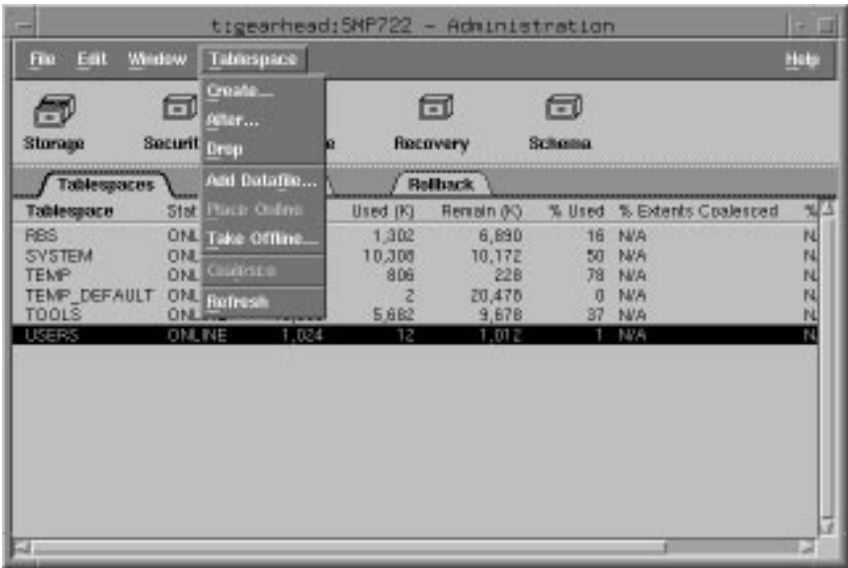 t:gearhead:SMP722 - Administration
File Edit Window Tablespace Help
Create...
Alter...
Drop
Add Datafile...
Place Online
Take Offline...
Coalesce
Refresh
Storage Securit e Recovery Schema
Tablespaces Rollback
Tablespace Stat Used (K) Remain (K) % Used % Extents Coalesced %
RBS ONL 1,302 6,890 16 N/A N
SYSTEM ONL 10,308 10,172 50 N/A N
TEMP ONL 806 228 78 N/A N
TEMP_DEFAULT ONL 2 20,478 0 N/A N
TOOLS ONL 5,682 9,678 37 N/A N
USERS ONLINE 1,024 12 1,012 1 N/A N